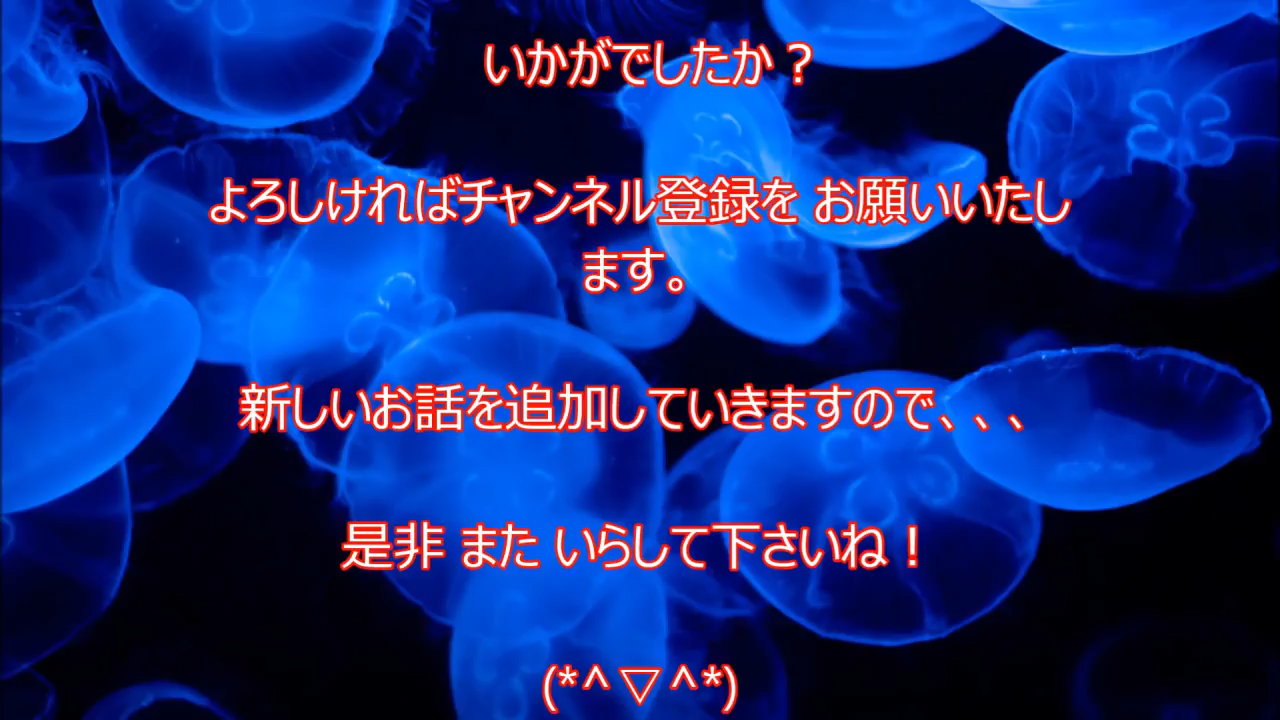 いかがでしたか？
よろしければチャンネル登録を お願いいたし
ます。
新しいお話を追加していきますので、、、
是非 また いらして下さいね！
(*^▽^*)